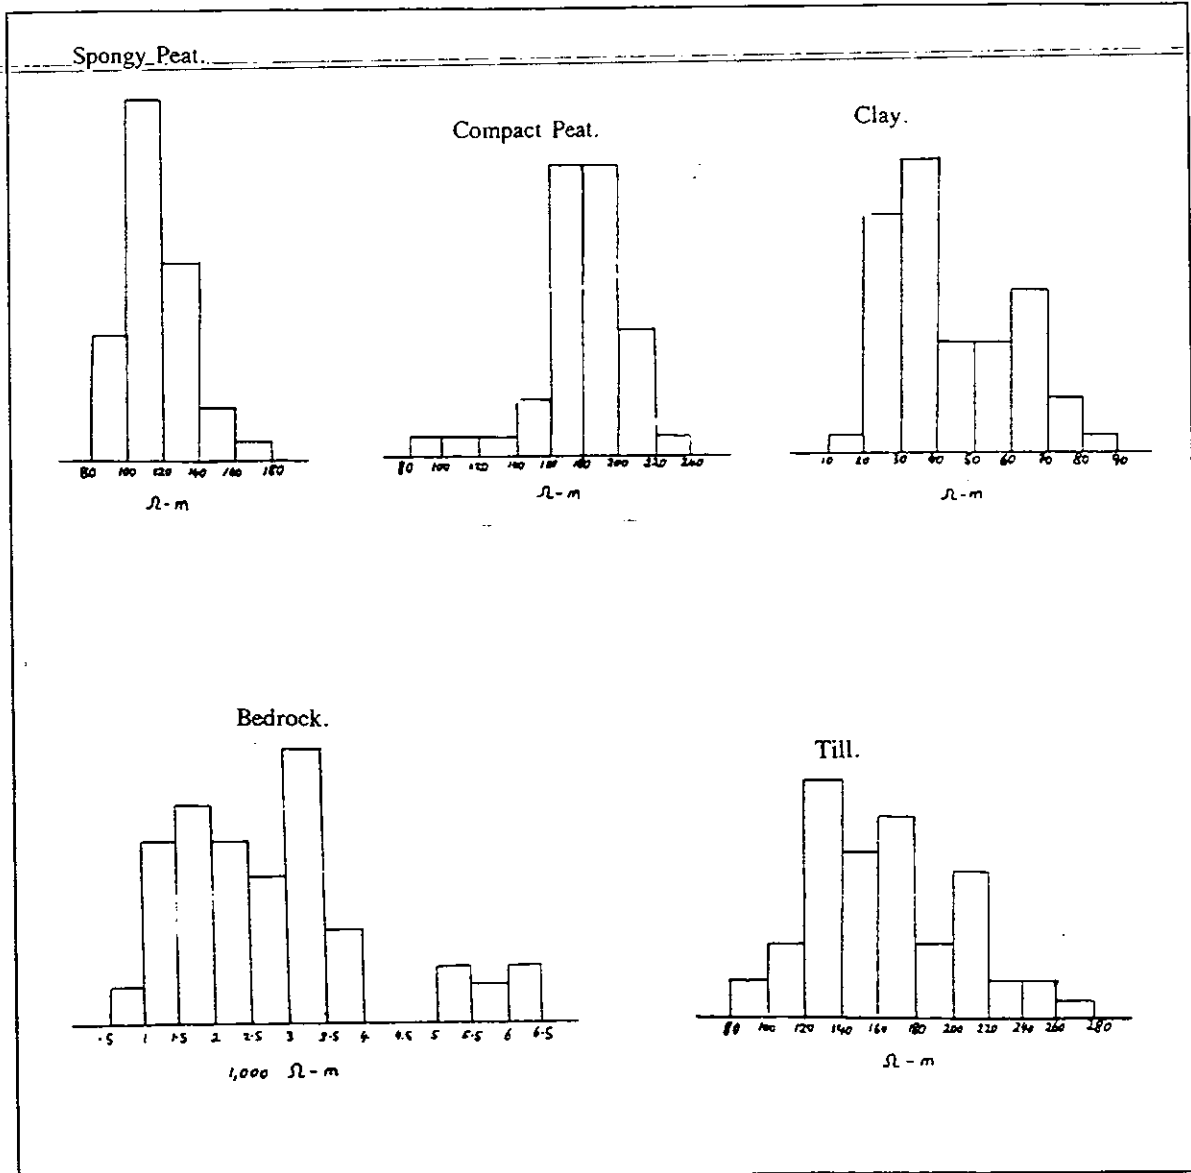 Spongy Peat.
Compact Peat.
Clay.
80 100 120 140 160 180
Ω-m
80 100 120 140 160 180 200 220 240
Ω-m
10 20 30 40 50 60 70 80 90
Ω-m
Bedrock.
Till.
.5 1 1.5 2 2.5 3 3.5 4 4.5 5 5.5 6 6.5
1,000 Ω-m
80 100 120 140 160 180 200 220 240 260 280
Ω-m